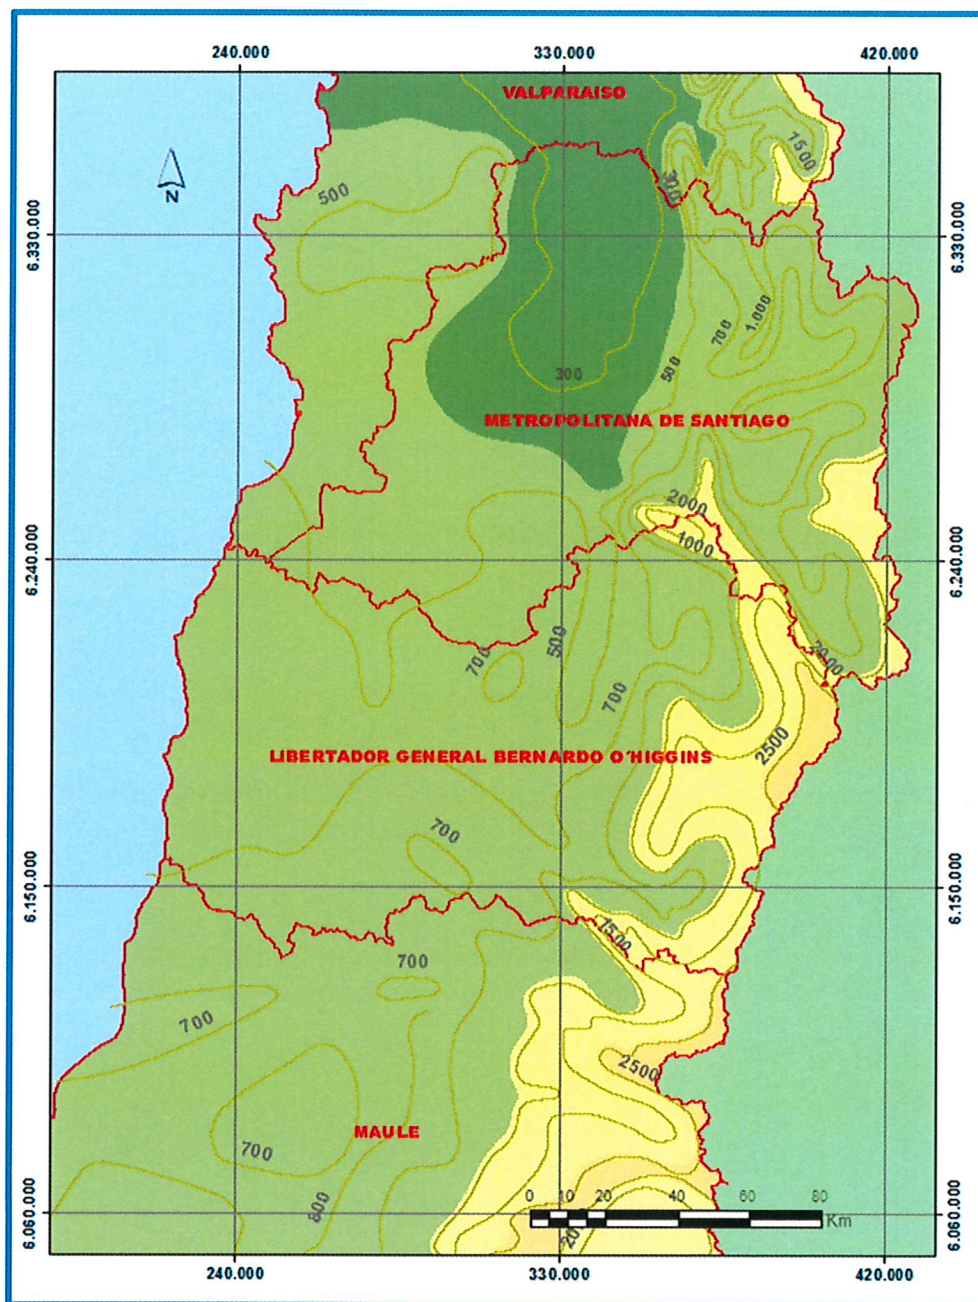 240.000 330.000 420.000
VALPARAISO
1500
N
500
300
6.330.000 6.330.000
1.000
700
500
300
METROPOLITANA DE SANTIAGO
2000
1000
6.240.000 6.240.000
500
700
2000
700
2500
LIBERTADOR GENERAL BERNARDO O´HIGGINS
700
6.150.000 6.150.000
1500
700
700
2500
MAULE
700
800
0 10 20 40 60 80
Km
6.060.000 6.060.000
240.000 330.000 420.000